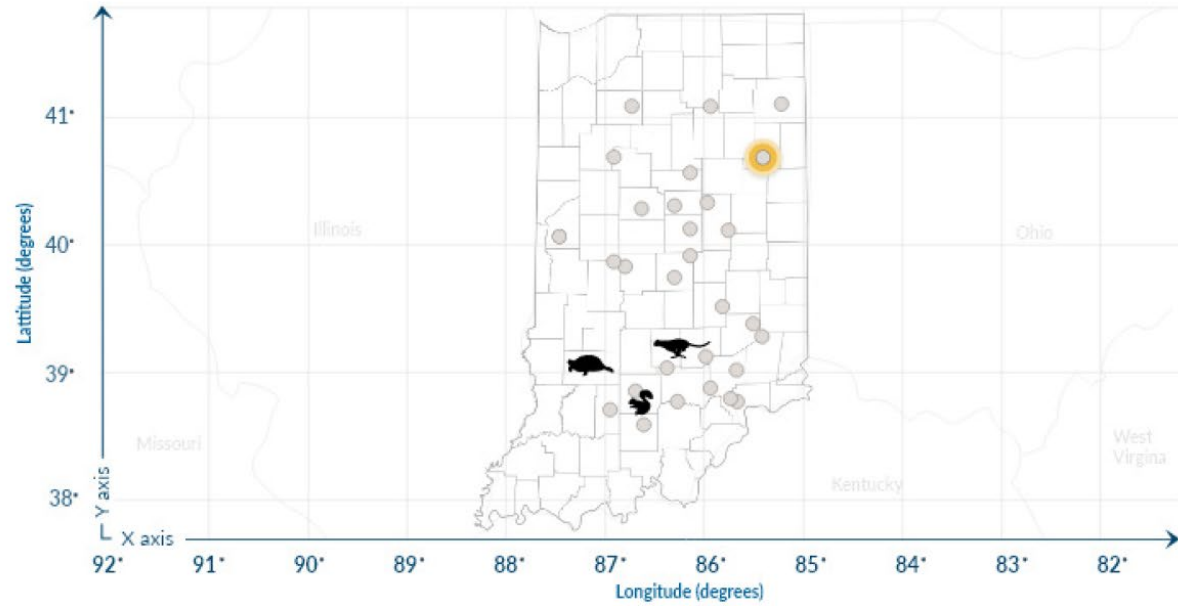 41°
40°
39°
38°
Lattitude (degrees)
Y axis
X axis
Illinois
Ohio
Missouri
Kentucky
West
Virgina
92° 91° 90° 89° 88° 87° 86° 85° 84° 83° 82°
Longitude (degrees)